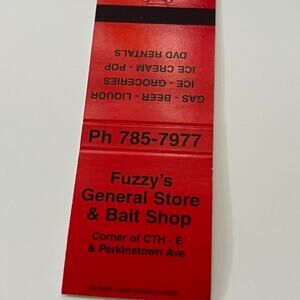 Fuzzy's
General Store
& Bait Shop
Corner of CTH - E
& Perkinstown Ave
Ph 785-7977
GAS - BEER - LIQUOR
ICE - GROCERIES
ICE CREAM - POP
DVD RENTALS